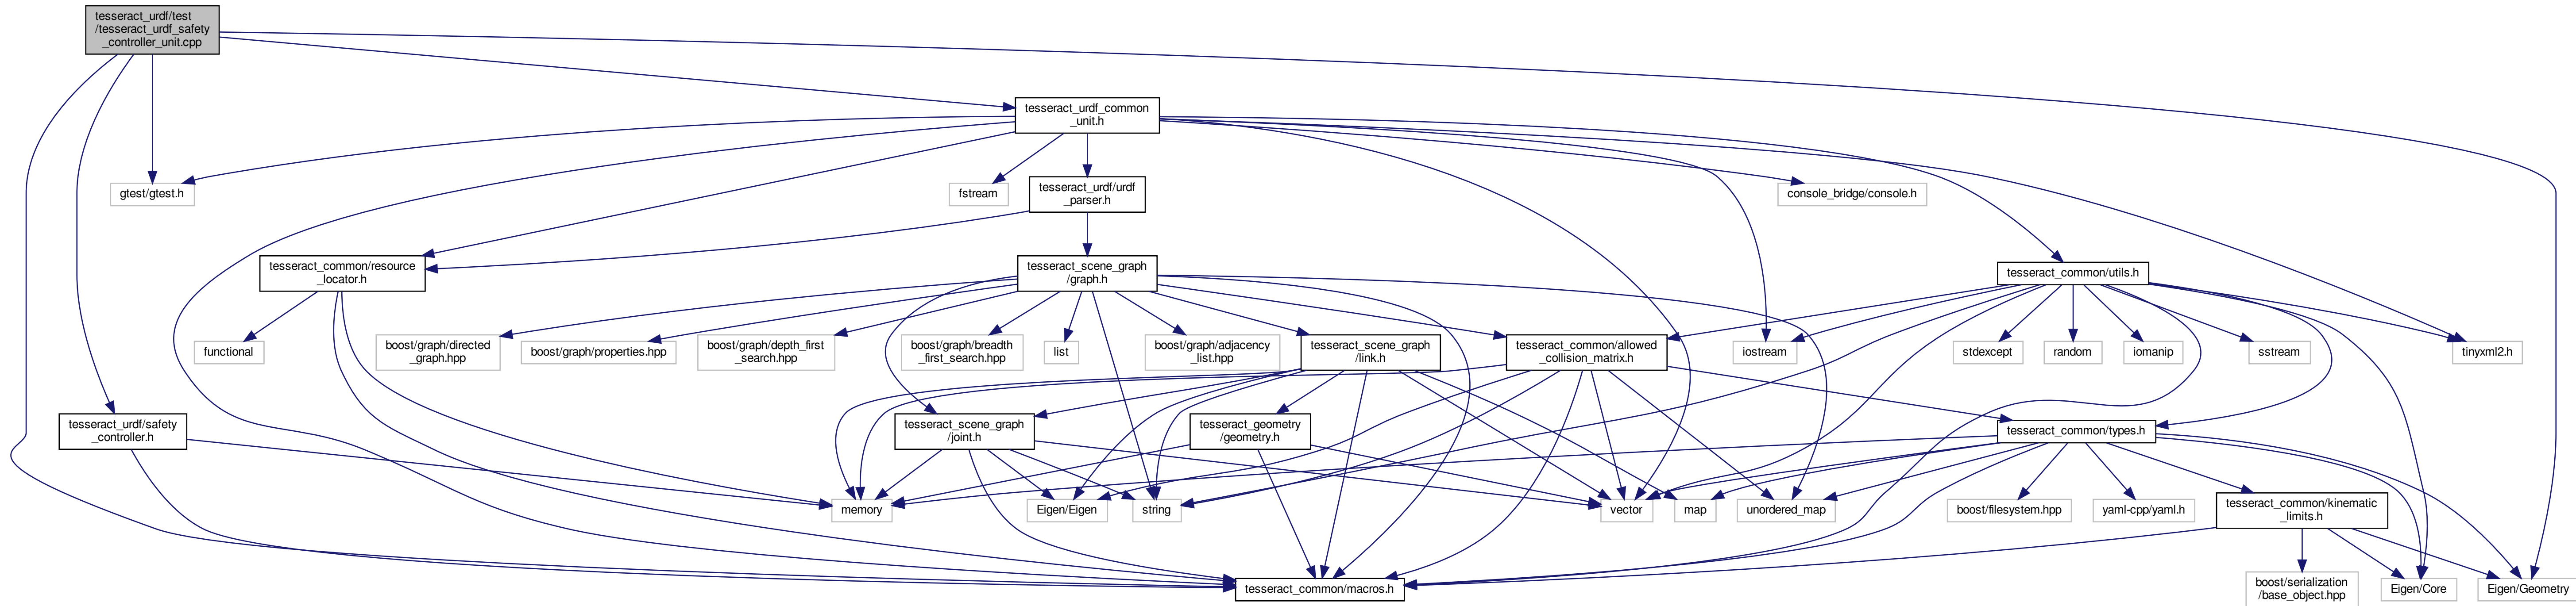 tesseract_urdf/test
/tesseract_urdf_safety
_controller_unit.cpp
tesseract_urdf_common
_unit.h
gtest/gtest.h
fstream
tesseract_urdf/urdf
_parser.h
console_bridge/console.h
tesseract_common/resource
_locator.h
tesseract_scene_graph
/graph.h
tesseract_common/utils.h
functional
boost/graph/directed
_graph.hpp
boost/graph/properties.hpp
boost/graph/depth_first
_search.hpp
boost/graph/breadth
_first_search.hpp
list
boost/graph/adjacency
_list.hpp
tesseract_scene_graph
/link.h
tesseract_common/allowed
_collision_matrix.h
iostream
stdexcept
random
iomanip
sstream
tinyxml2.h
tesseract_urdf/safety
_controller.h
tesseract_scene_graph
/joint.h
tesseract_geometry
/geometry.h
tesseract_common/types.h
memory
Eigen/Eigen
string
vector
map
unordered_map
boost/filesystem.hpp
yaml-cpp/yaml.h
tesseract_common/kinematic
_limits.h
tesseract_common/macros.h
boost/serialization
/base_object.hpp
Eigen/Core
Eigen/Geometry